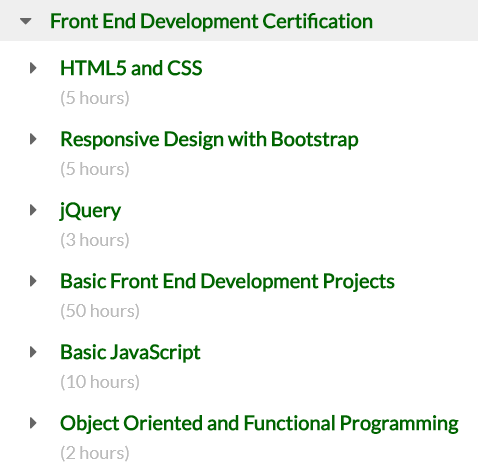 Front End Development Certification
HTML5 and CSS
(5 hours)
Responsive Design with Bootstrap
(5 hours)
jQuery
(3 hours)
Basic Front End Development Projects
(50 hours)
Basic JavaScript
(10 hours)
Object Oriented and Functional Programming
(2 hours)